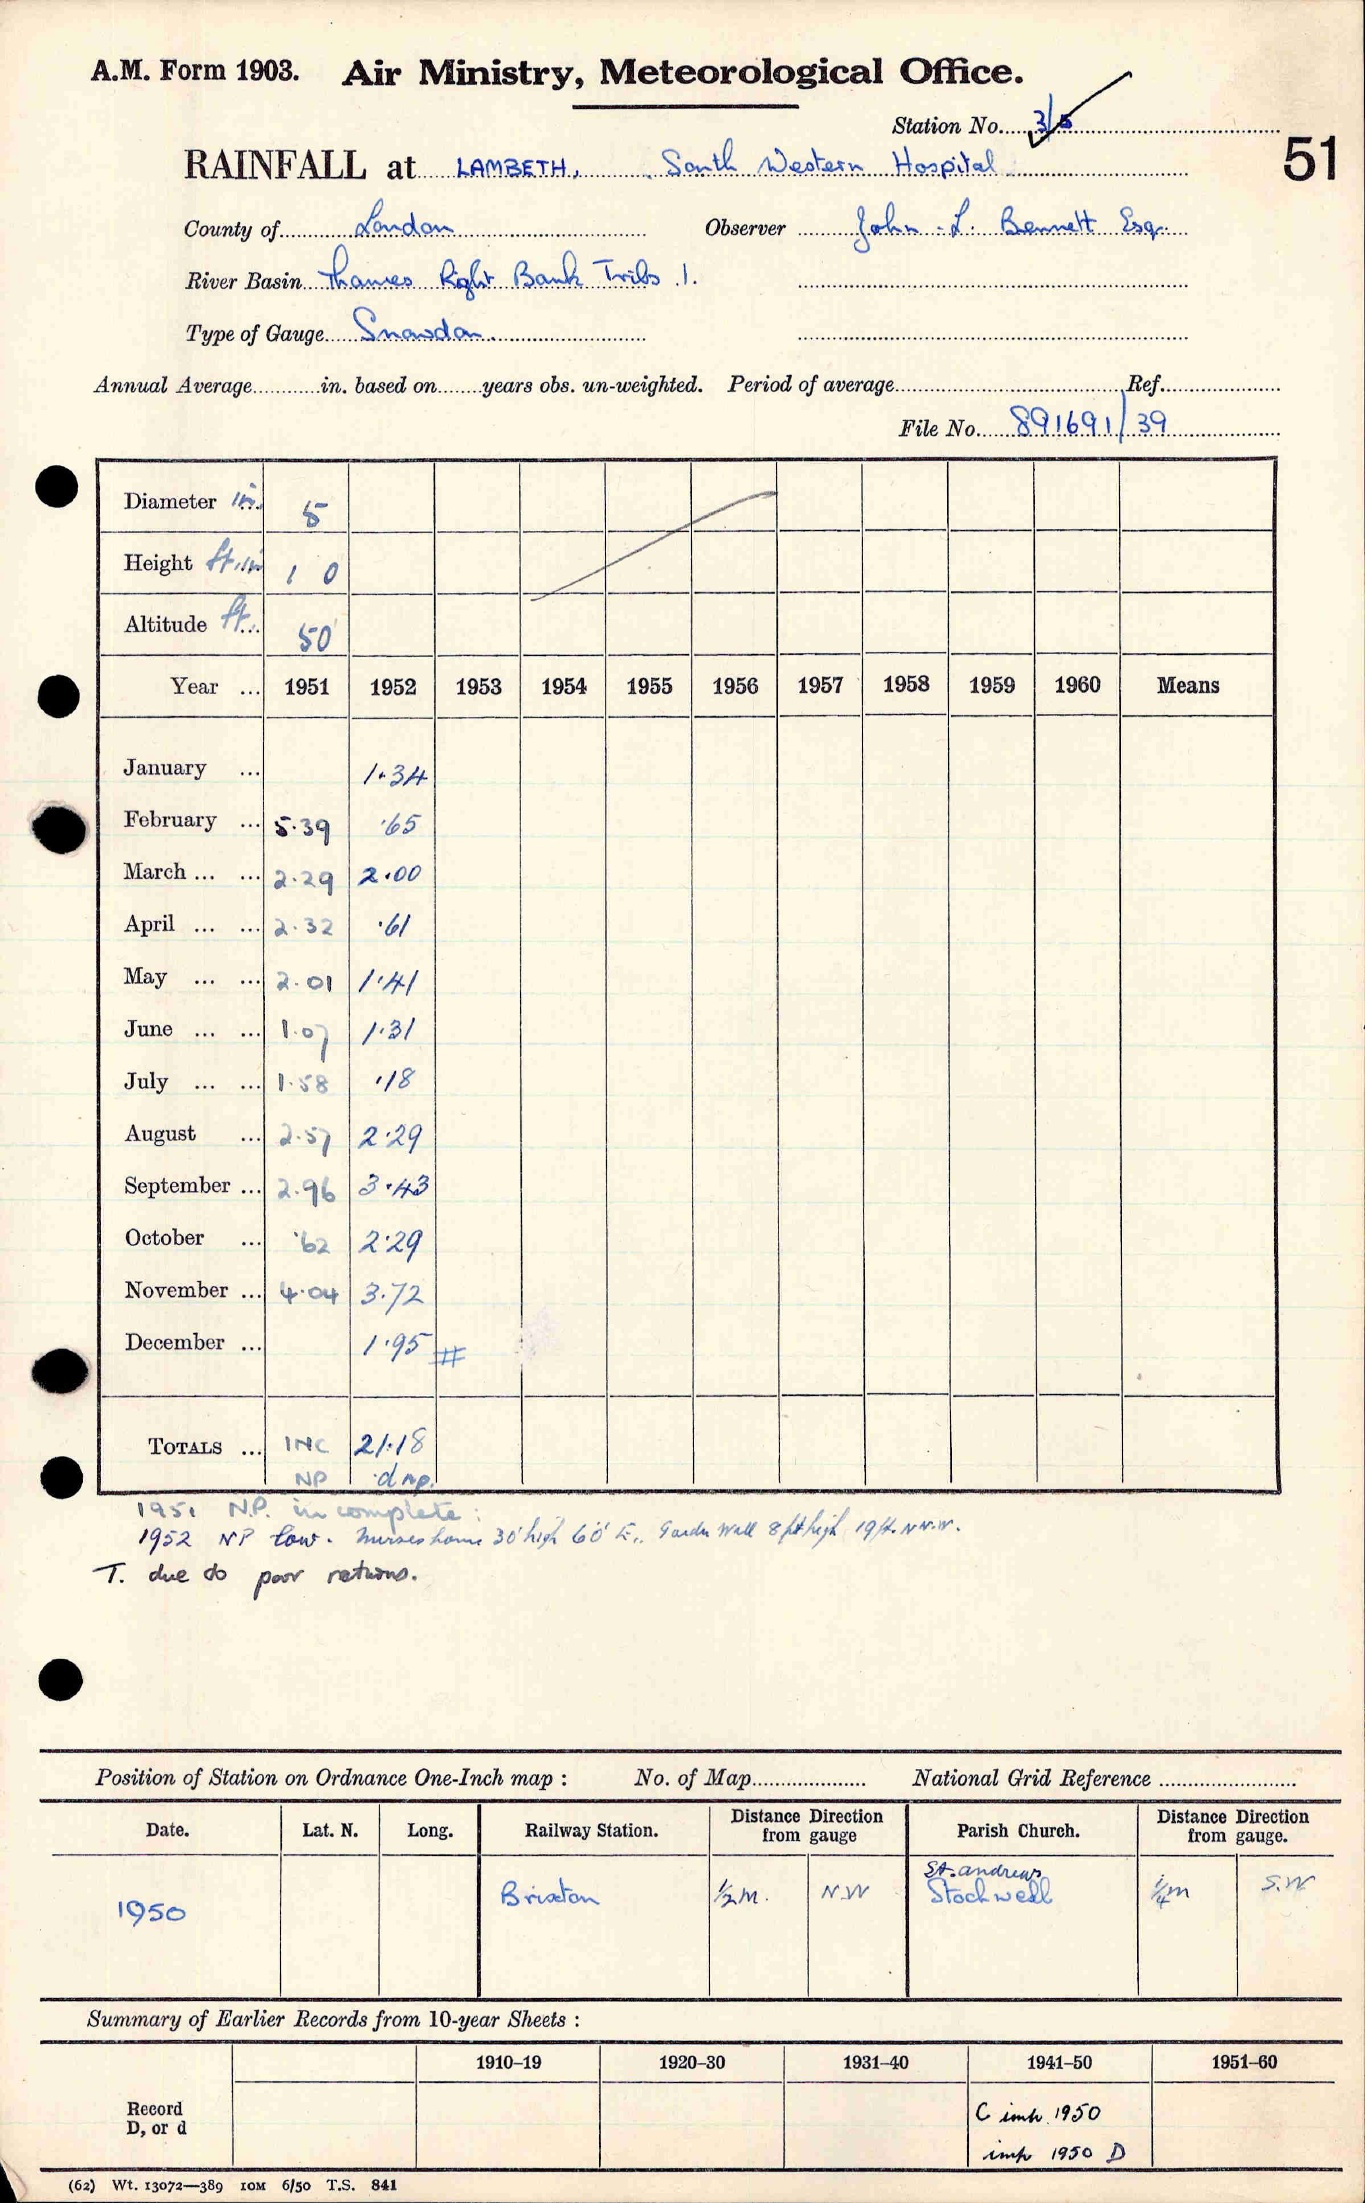 A.M. Form 1903. Air Ministry, Meteorological Office.
Station No. 3/5
51
RAINFALL at LAMBETH, South Western Hospital
County of London Observer John L. Bennett Esq.
River Basin Thames Right Bank Tribs 1.
Type of Gauge Snowdon
Annual Average in. based on years obs. un-weighted. Period of average Ref.
File No. 891691/39
Diameter in. 5
Height ft. in 1 0
Altitude ft. 50
Year ... 1951 1952 1953 1954 1955 1956 1957 1958 1959 1960 Means
January ... 1.34
February ... 5.39 .65
March ... ... 2.29 2.00
April ... ... 2.32 .61
May ... ... 2.01 1.41
June ... ... 1.07 1.31
July ... ... 1.58 .18
August ... 2.57 2.29
September ... 2.96 3.43
October ... .62 2.29
November ... 4.04 3.72
December ... 1.95 #
TOTALS ... INC 21.18
NP d np.
1951 N.P. incomplete:
1952 NP low. Nurses home 30' high 60' E., Garden Wall 8 ft high 19 ft. N.N.W.
T. due to poor returns.
Position of Station on Ordnance One-Inch map : No. of Map National Grid Reference
Date. Lat. N. Long. Railway Station. Distance Direction from gauge Parish Church. Distance Direction from gauge.
1950 Brixton ½ m. N.W St. Andrews Stockwell ¼ m S.W
Summary of Earlier Records from 10-year Sheets :
1910–19 1920–30 1931–40 1941–50 1951–60
Record
D, or d
C imp 1950
imp 1950 D
(62) Wt. 13072—389 10M 6/50 T.S. 841